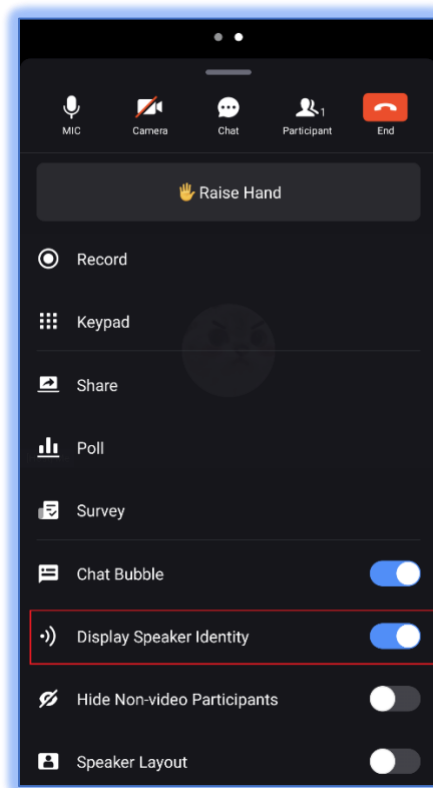 1
MIC Camera Chat Participant End
Raise Hand
Record
Keypad
Share
Poll
Survey
Chat Bubble
Display Speaker Identity
Hide Non-video Participants
Speaker Layout